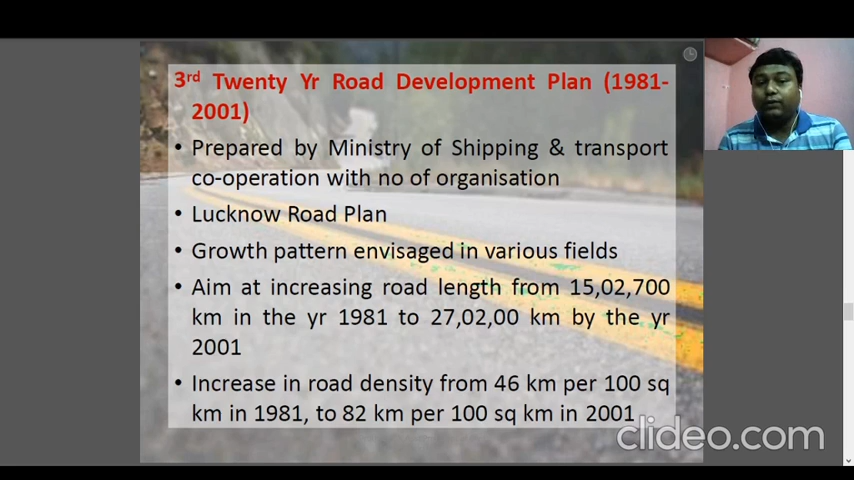 3rd Twenty Yr Road Development Plan (1981-
2001)
• Prepared by Ministry of Shipping & transport
co-operation with no of organisation
• Lucknow Road Plan
• Growth pattern envisaged in various fields
• Aim at increasing road length from 15,02,700
km in the yr 1981 to 27,02,00 km by the yr
2001
• Increase in road density from 46 km per 100 sq
km in 1981, to 82 km per 100 sq km in 2001
clideo.com